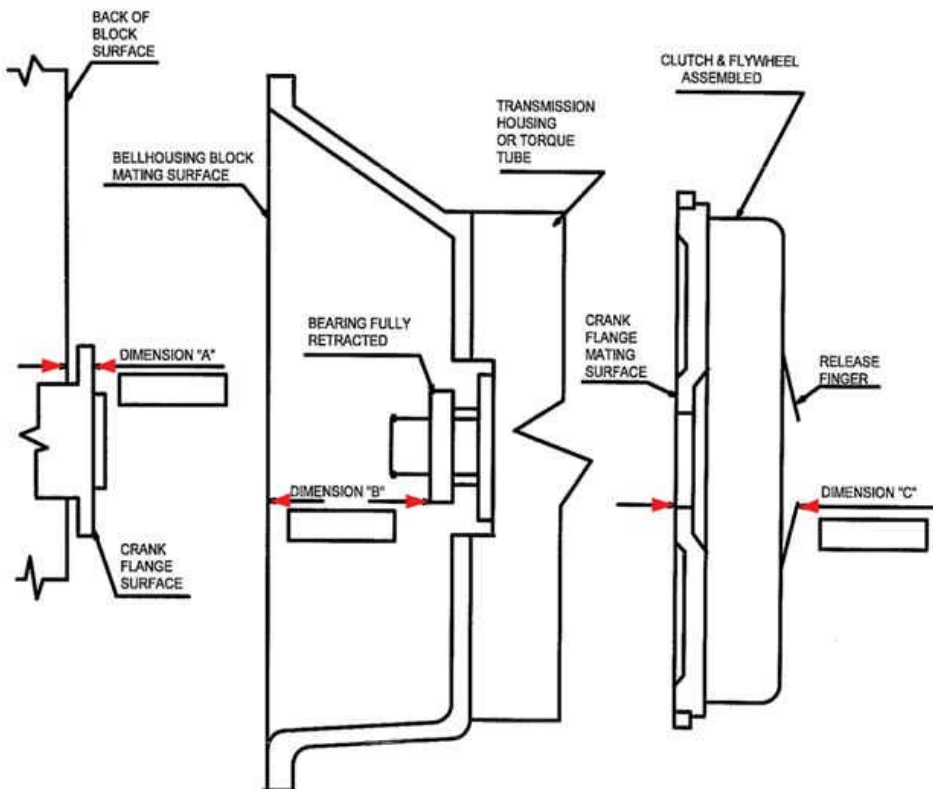 BACK OF
BLOCK
SURFACE
BELLHOUSING BLOCK
MATING SURFACE
TRANSMISSION
HOUSING
OR TORQUE
TUBE
CLUTCH & FLYWHEEL
ASSEMBLED
BEARING FULLY
RETRACTED
CRANK
FLANGE
MATING
SURFACE
RELEASE
FINGER
DIMENSION "A"
DIMENSION "B"
DIMENSION "C"
CRANK
FLANGE
SURFACE